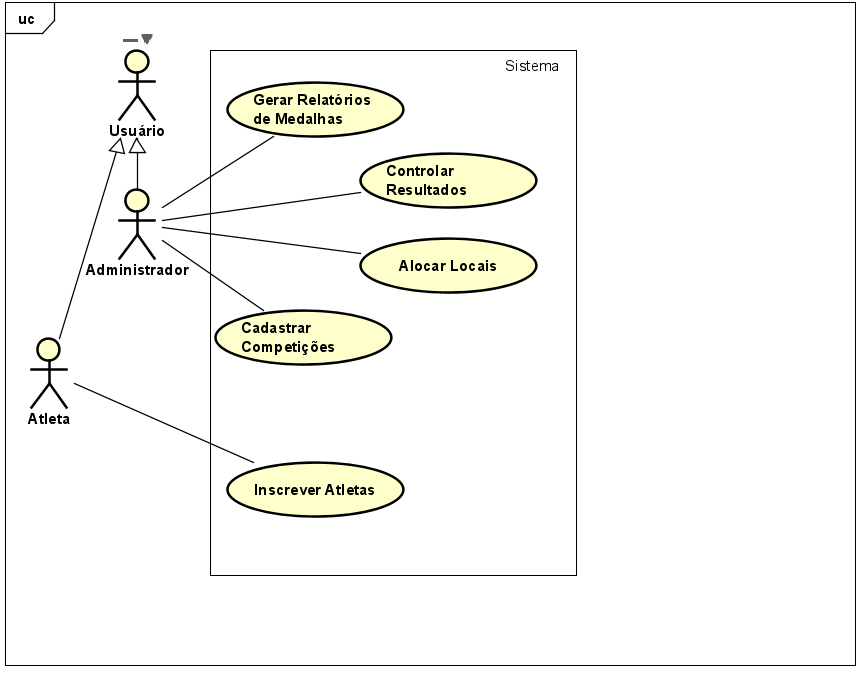 uc
Sistema
Usuário
Gerar Relatórios
de Medalhas
Controlar
Resultados
Administrador
Alocar Locais
Cadastrar
Competições
Atleta
Inscrever Atletas